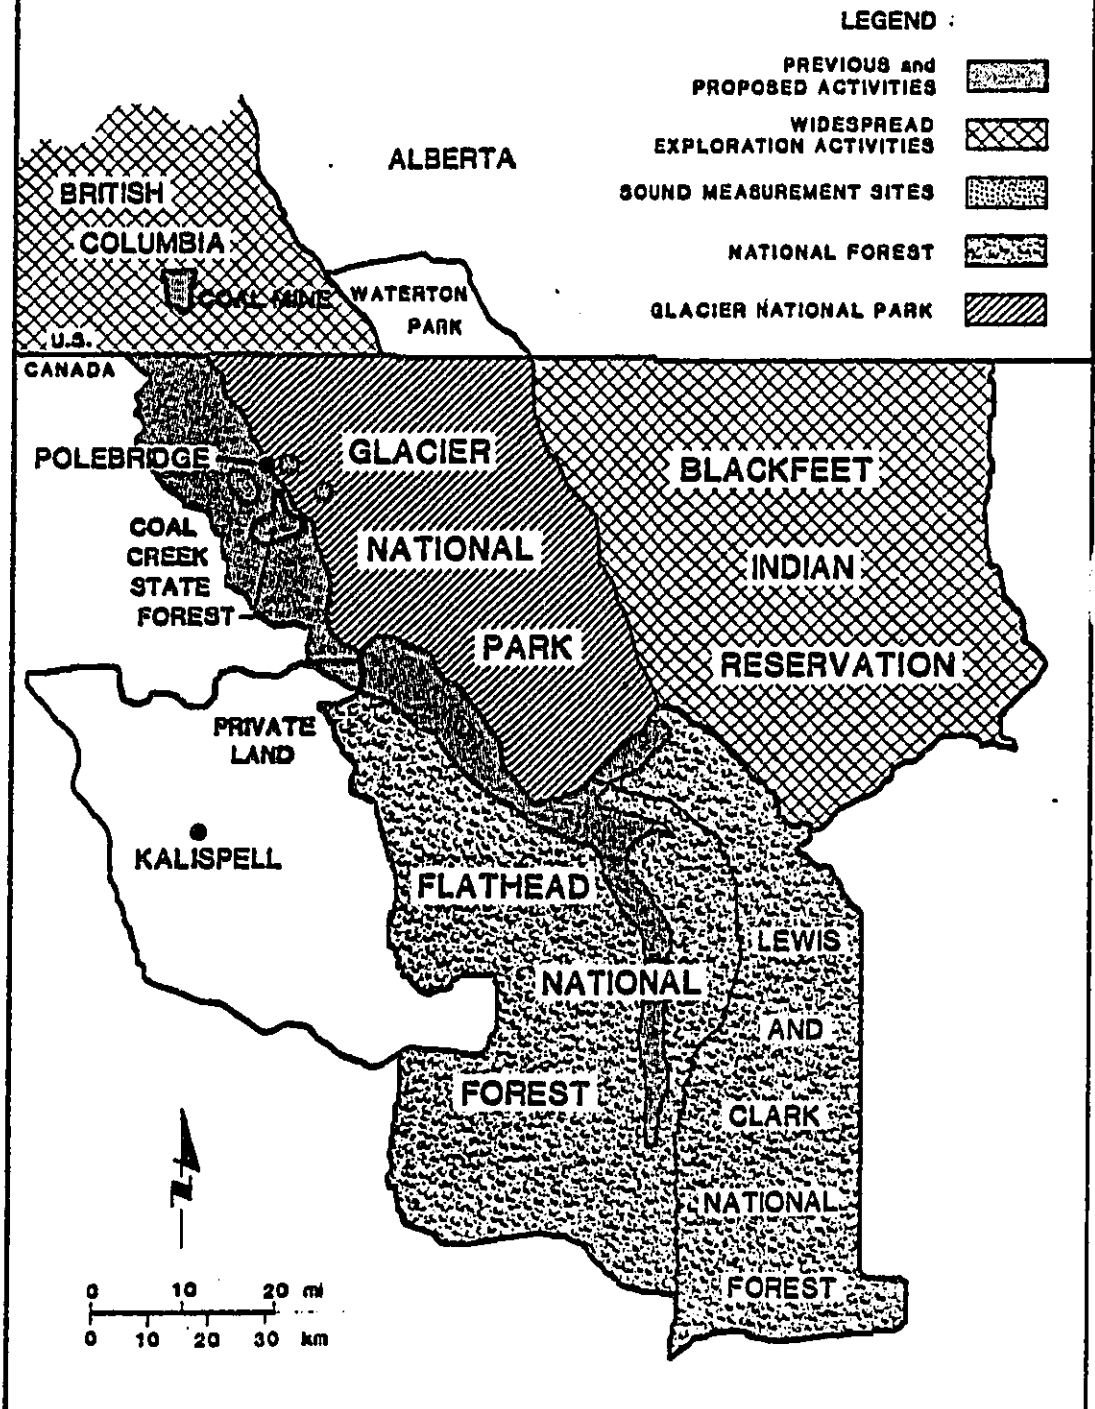 LEGEND :
PREVIOUS and
PROPOSED ACTIVITIES
WIDESPREAD
EXPLORATION ACTIVITIES
SOUND MEASUREMENT SITES
NATIONAL FOREST
GLACIER NATIONAL PARK
ALBERTA
BRITISH
COLUMBIA
COAL MINE
WATERTON
PARK
U.S.
CANADA
POLEBRIDGE
GLACIER
NATIONAL
PARK
BLACKFEET
INDIAN
RESERVATION
COAL
CREEK
STATE
FOREST
PRIVATE
LAND
KALISPELL
FLATHEAD
NATIONAL
FOREST
LEWIS
AND
CLARK
NATIONAL
FOREST
n
0 10 20 mi
0 10 20 30 km